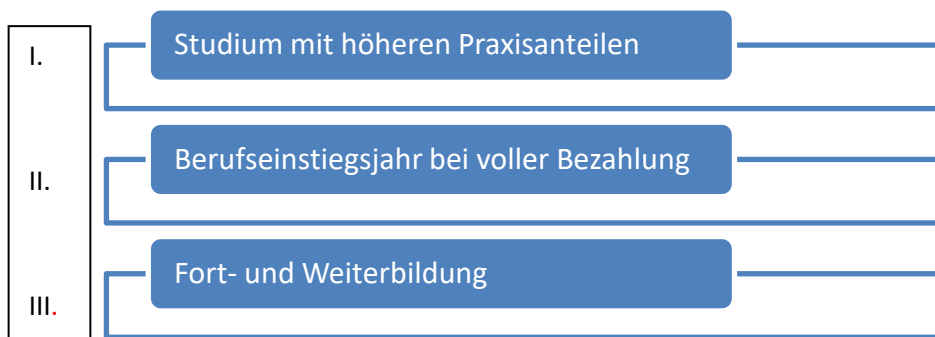 I. Studium mit höheren Praxisanteilen
II. Berufseinstiegsjahr bei voller Bezahlung
III. Fort- und Weiterbildung